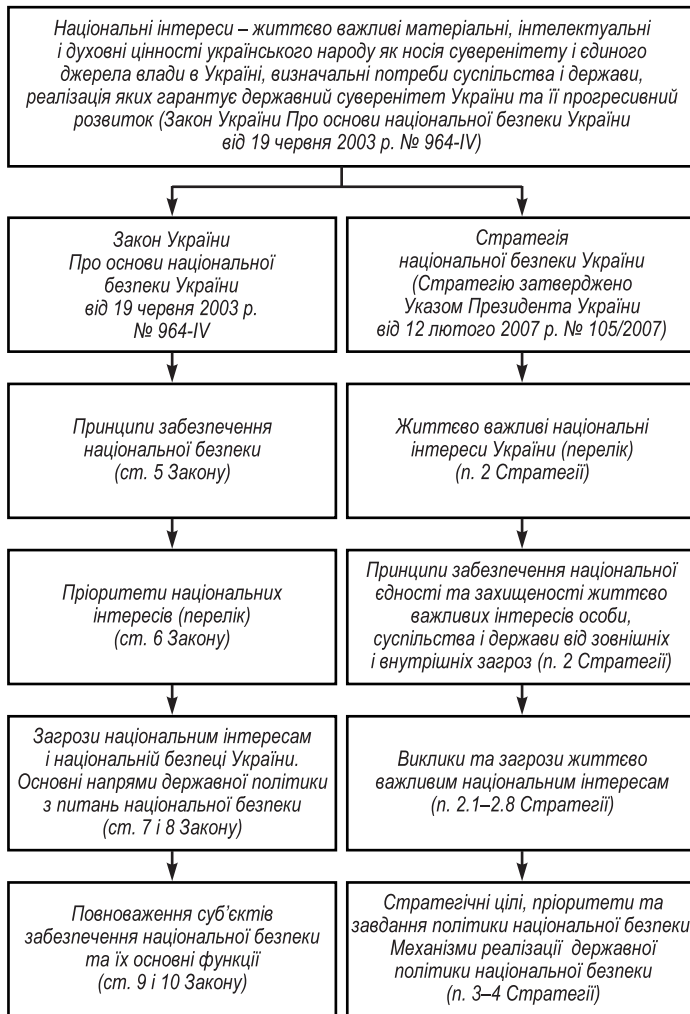 Національні інтереси – життєво важливі матеріальні, інтелектуальні
і духовні цінності українського народу як носія суверенітету і єдиного
джерела влади в Україні, визначальні потреби суспільства і держави,
реалізація яких гарантує державний суверенітет України та її прогресивний
розвиток (Закон України Про основи національної безпеки України
від 19 червня 2003 р. № 964-IV)
Закон України
Про основи національної
безпеки України
від 19 червня 2003 р.
№ 964-IV
Стратегія
національної безпеки України
(Стратегію затверджено
Указом Президента України
від 12 лютого 2007 р. № 105/2007)
Принципи забезпечення
національної безпеки
(ст. 5 Закону)
Життєво важливі національні
інтереси України (перелік)
(п. 2 Стратегії)
Пріоритети національних
інтересів (перелік)
(ст. 6 Закону)
Принципи забезпечення національної
єдності та захищеності життєво
важливих інтересів особи,
суспільства і держави від зовнішніх
і внутрішніх загроз (п. 2 Стратегії)
Загрози національним інтересам
і національній безпеці України.
Основні напрями державної політики
з питань національної безпеки
(ст. 7 і 8 Закону)
Виклики та загрози життєво
важливим національним інтересам
(п. 2.1–2.8 Стратегії)
Повноваження суб’єктів
забезпечення національної безпеки
та їх основні функції
(ст. 9 і 10 Закону)
Стратегічні цілі, пріоритети та
завдання політики національної безпеки
Механізми реалізації державної
політики національної безпеки
(п. 3–4 Стратегії)